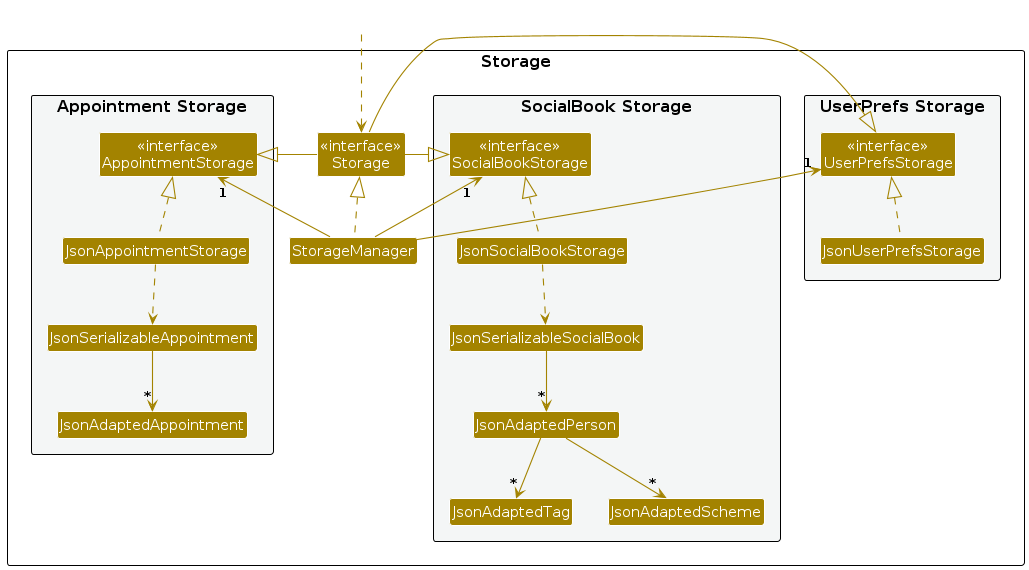 Storage
Appointment Storage
SocialBook Storage
UserPrefs Storage
«interface»
AppointmentStorage
«interface»
Storage
«interface»
SocialBookStorage
«interface»
UserPrefsStorage
1
1
1
JsonAppointmentStorage
StorageManager
JsonSocialBookStorage
JsonUserPrefsStorage
JsonSerializableAppointment
JsonSerializableSocialBook
*
*
JsonAdaptedAppointment
JsonAdaptedPerson
*
*
JsonAdaptedTag
JsonAdaptedScheme